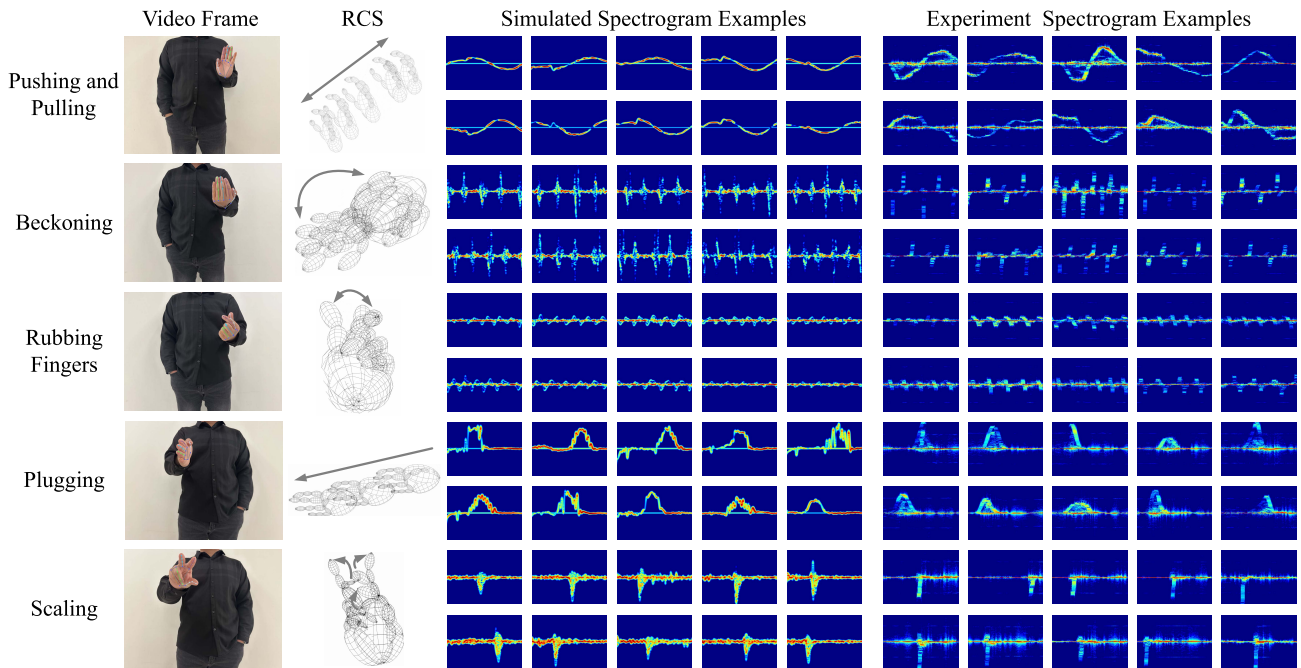 Video Frame RCS Simulated Spectrogram Examples Experiment Spectrogram Examples
Pushing and
Pulling
Beckoning
Rubbing
Fingers
Plugging
Scaling